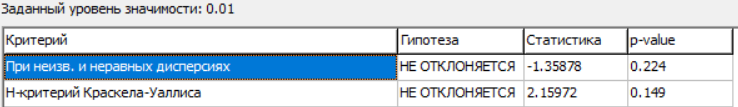 Заданный уровень значимости: 0.01
Критерий Гипотеза Статистика p-value
При неизв. и неравных дисперсиях НЕ ОТКЛОНЯЕТСЯ -1.35878 0.224
H-критерий Краскела-Уаллиса НЕ ОТКЛОНЯЕТСЯ 2.15972 0.149